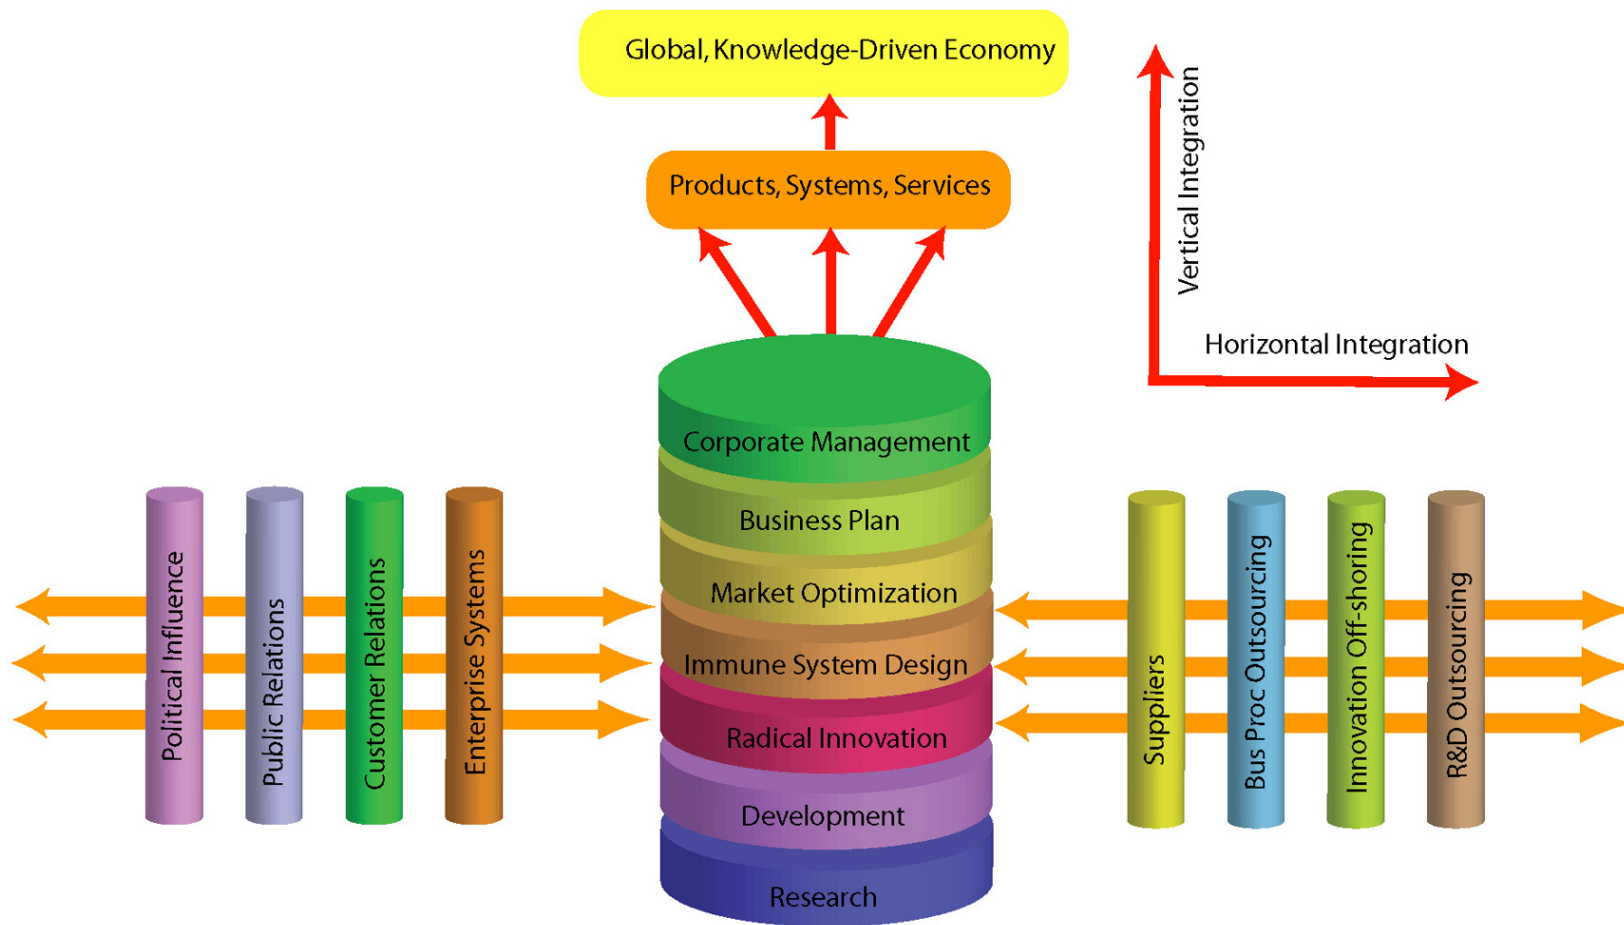 Global, Knowledge-Driven Economy
Products, Systems, Services
Vertical Integration
Horizontal Integration
Corporate Management
Business Plan
Market Optimization
Immune System Design
Radical Innovation
Development
Research
Political Influence
Public Relations
Customer Relations
Enterprise Systems
Suppliers
Bus Proc Outsourcing
Innovation Off-shoring
R&D Outsourcing